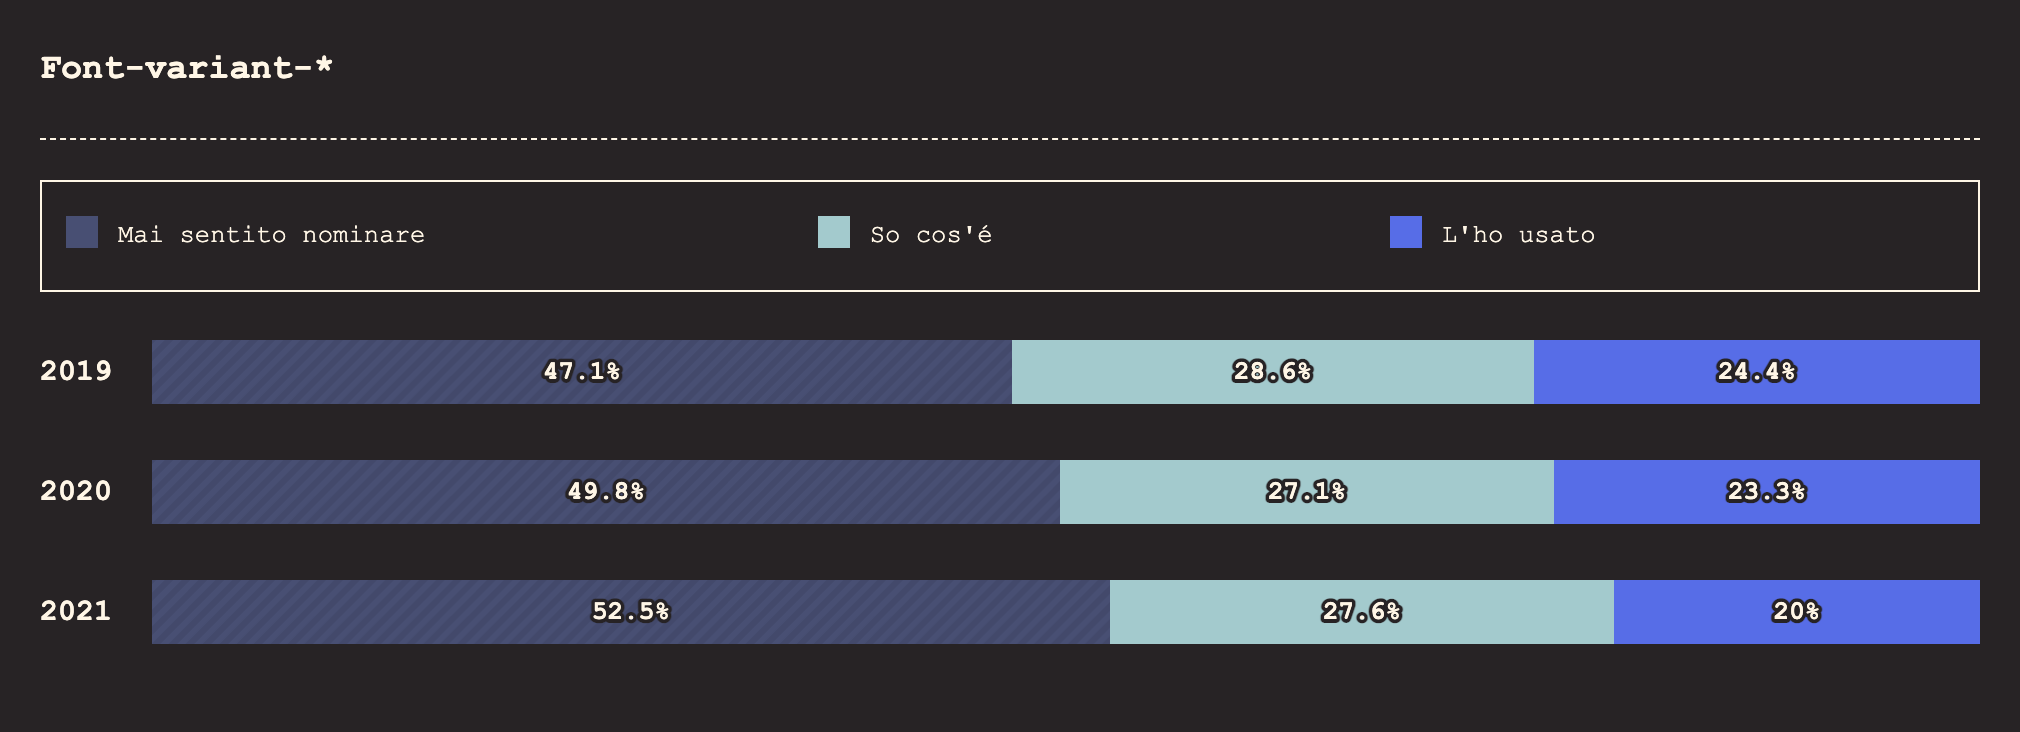 Font-variant-*
Mai sentito nominare So cos'é L'ho usato
2019 47.1% 28.6% 24.4%
2020 49.8% 27.1% 23.3%
2021 52.5% 27.6% 20%